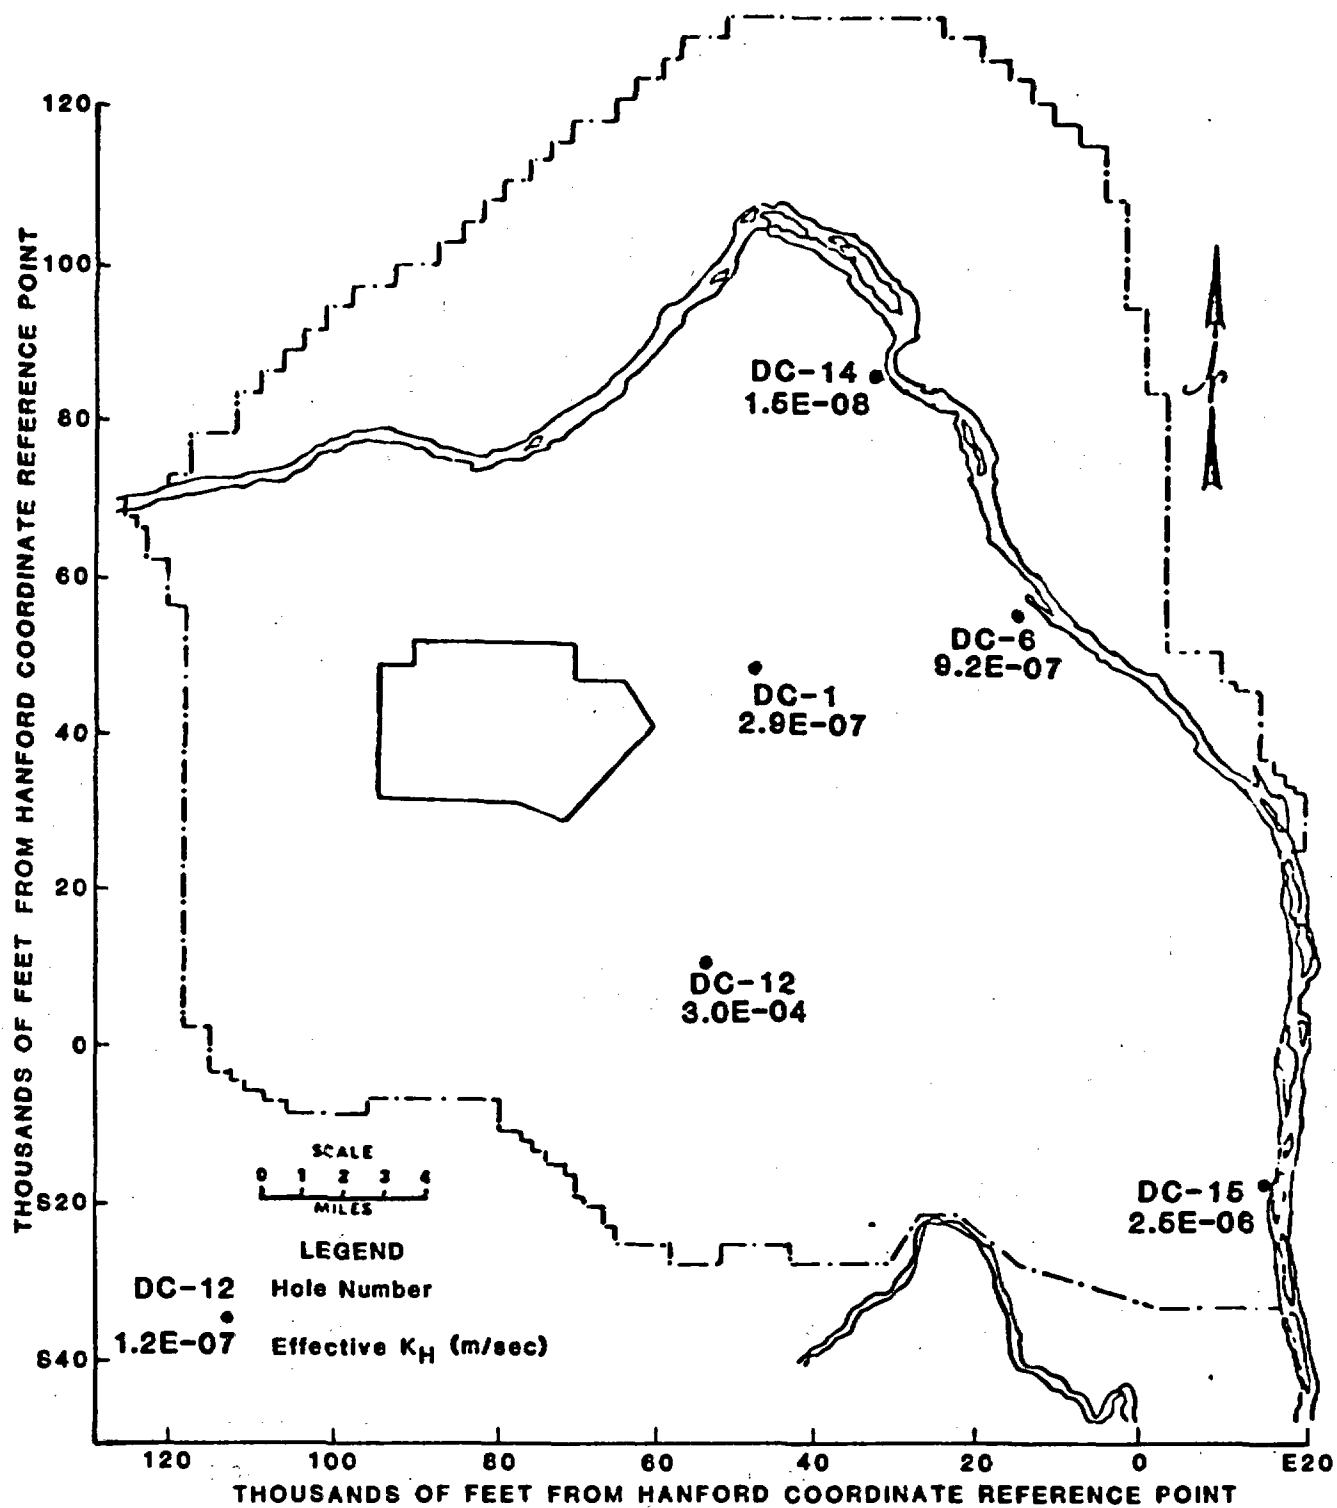 120
100
80
60
40
20
0
S20
S40
THOUSANDS OF FEET FROM HANFORD COORDINATE REFERENCE POINT
DC-14
1.5E-08
DC-6
9.2E-07
DC-1
2.9E-07
DC-12
3.0E-04
DC-15
2.5E-06
SCALE
0 1 2 3 4
MILES
LEGEND
DC-12 Hole Number
1.2E-07 Effective KH (m/sec)
120 100 80 60 40 20 0 E20
THOUSANDS OF FEET FROM HANFORD COORDINATE REFERENCE POINT